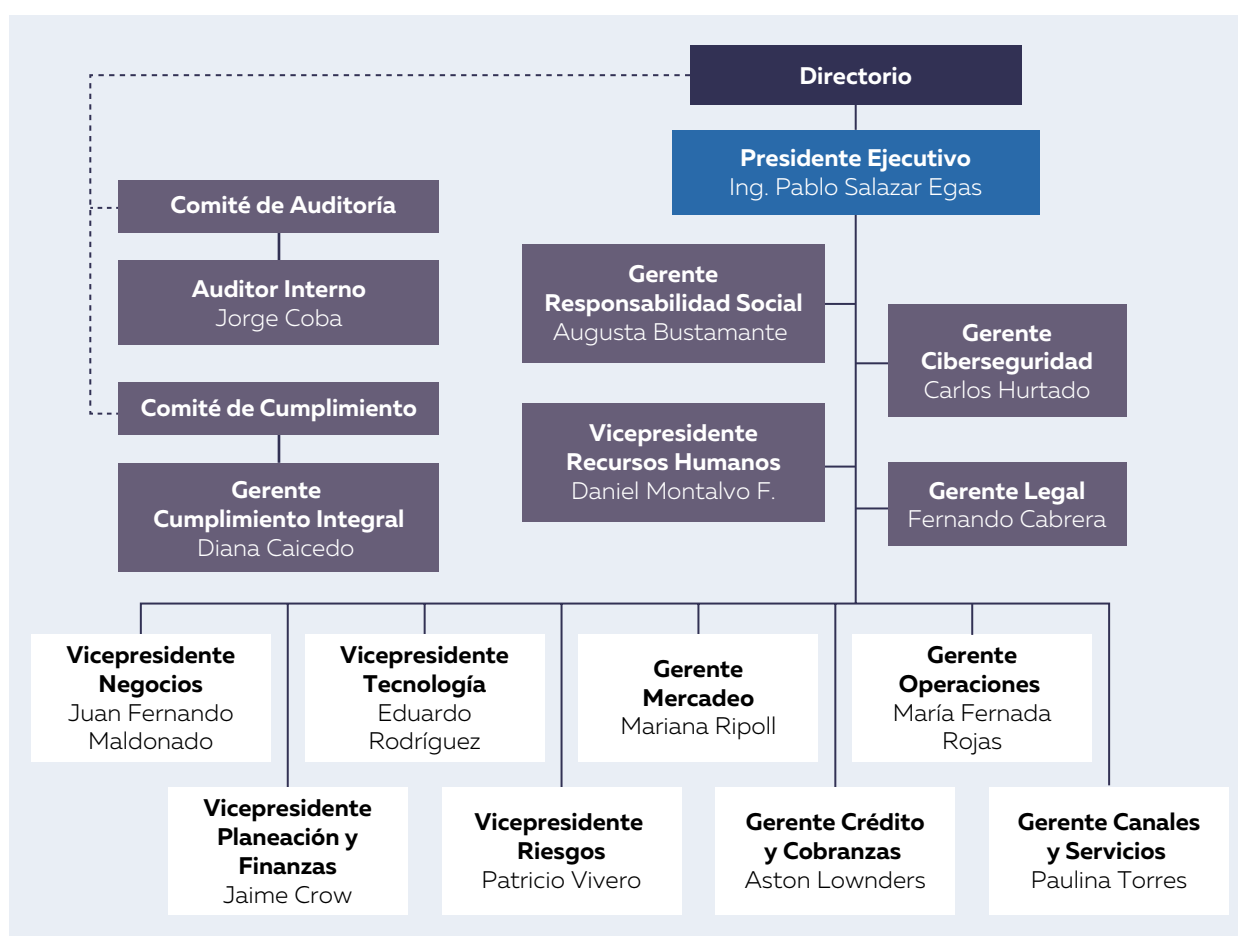 Directorio
Presidente Ejecutivo
Ing. Pablo Salazar Egas
Comité de Auditoría
Auditor Interno
Jorge Coba
Comité de Cumplimiento
Gerente
Cumplimiento Integral
Diana Caicedo
Gerente
Responsabilidad Social
Augusta Bustamante
Gerente
Ciberseguridad
Carlos Hurtado
Vicepresidente
Recursos Humanos
Daniel Montalvo F.
Gerente Legal
Fernando Cabrera
Vicepresidente
Negocios
Juan Fernando
Maldonado
Vicepresidente
Tecnología
Eduardo
Rodríguez
Gerente
Mercadeo
Mariana Ripoll
Gerente
Operaciones
María Fernada
Rojas
Vicepresidente
Planeación y
Finanzas
Jaime Crow
Vicepresidente
Riesgos
Patricio Vivero
Gerente Crédito
y Cobranzas
Aston Lownders
Gerente Canales
y Servicios
Paulina Torres